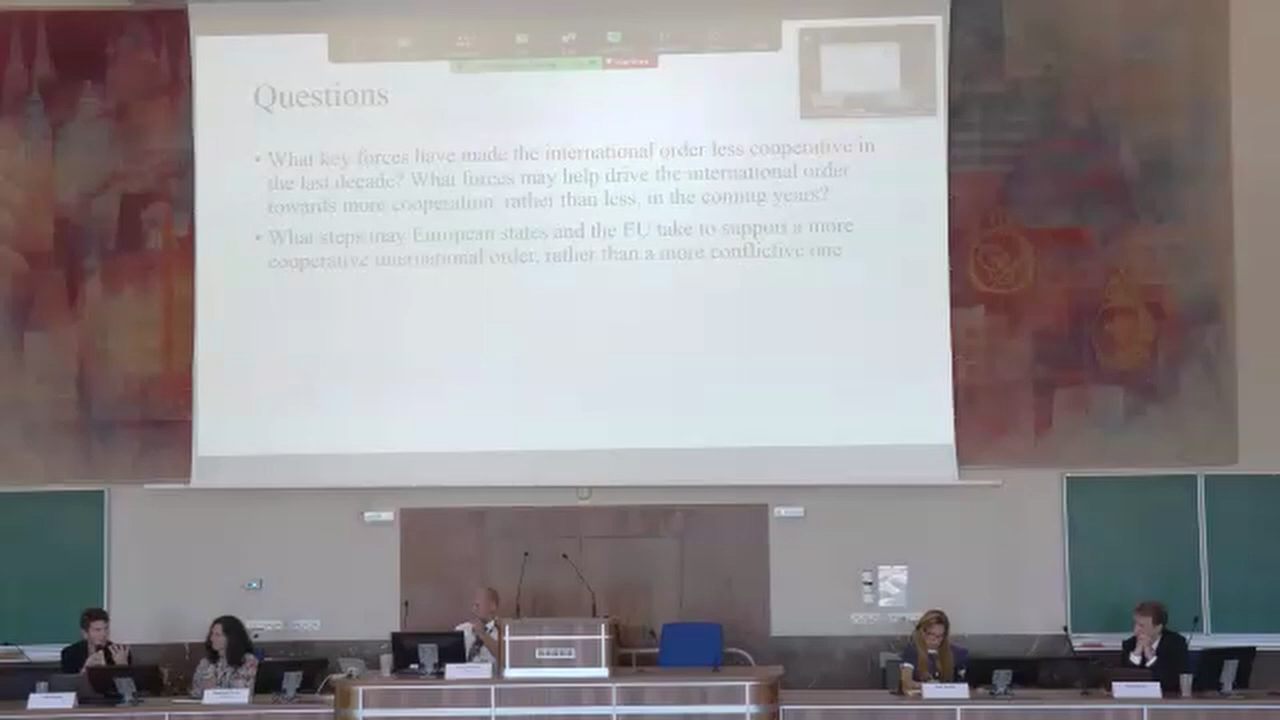 Questions
• What key forces have made the international order less cooperative in
the last decade? What forces may help drive the international order
towards more cooperation, rather than less, in the coming years?
• What steps may European states and the EU take to support a more
cooperative international order, rather than a more conflictive one